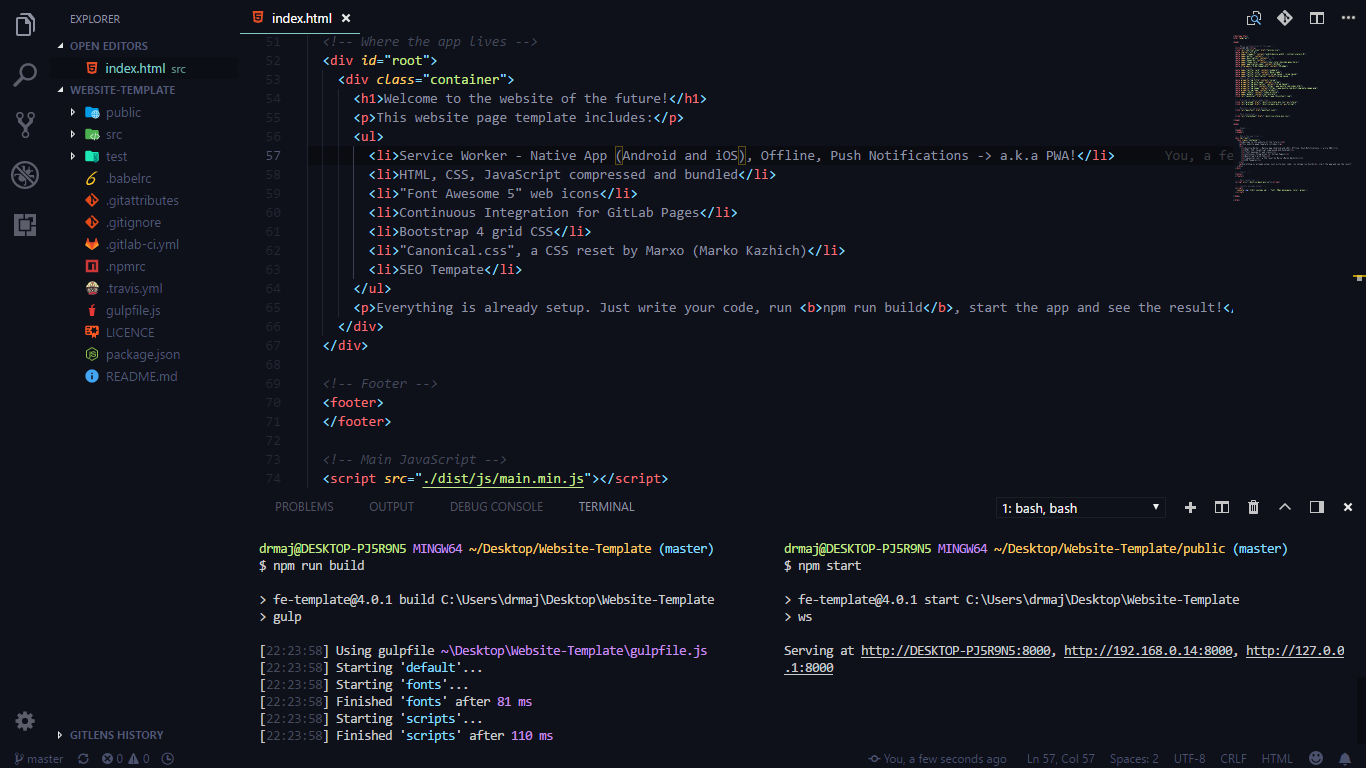 EXPLORER
OPEN EDITORS
index.html src
WEBSITE-TEMPLATE
public
src
test
.babelrc
.gitattributes
.gitignore
.gitlab-ci.yml
.npmrc
.travis.yml
gulpfile.js
LICENCE
package.json
README.md
GITLENS HISTORY
index.html ×
51 <!-- Where the app lives -->
52 <div id="root">
53 <div class="container">
54 <h1>Welcome to the website of the future!</h1>
55 <p>This website page template includes:</p>
56 <ul>
57 <li>Service Worker - Native App (Android and iOS), Offline, Push Notifications -> a.k.a PWA!</li> You, a fe
58 <li>HTML, CSS, JavaScript compressed and bundled</li>
59 <li>"Font Awesome 5" web icons</li>
60 <li>Continuous Integration for GitLab Pages</li>
61 <li>Bootstrap 4 grid CSS</li>
62 <li>"Canonical.css", a CSS reset by Marxo (Marko Kazhich)</li>
63 <li>SEO Tempate</li>
64 </ul>
65 <p>Everything is already setup. Just write your code, run <b>npm run build</b>, start the app and see the result!</
66 </div>
67 </div>
68
69 <!-- Footer -->
70 <footer>
71 </footer>
72
73 <!-- Main JavaScript -->
74 <script src="./dist/js/main.min.js"></script>
PROBLEMS OUTPUT DEBUG CONSOLE TERMINAL 1: bash, bash
drmaj@DESKTOP-PJ5R9N5 MINGW64 ~/Desktop/Website-Template (master)
$ npm run build
> fe-template@4.0.1 build C:\Users\drmaj\Desktop\Website-Template
> gulp
[22:23:58] Using gulpfile ~\Desktop\Website-Template\gulpfile.js
[22:23:58] Starting 'default'...
[22:23:58] Starting 'fonts'...
[22:23:58] Finished 'fonts' after 81 ms
[22:23:58] Starting 'scripts'...
[22:23:58] Finished 'scripts' after 110 ms
drmaj@DESKTOP-PJ5R9N5 MINGW64 ~/Desktop/Website-Template/public (master)
$ npm start
> fe-template@4.0.1 start C:\Users\drmaj\Desktop\Website-Template
> ws
Serving at http://DESKTOP-PJ5R9N5:8000, http://192.168.0.14:8000, http://127.0.0
.1:8000
master 0 0 You, a few seconds ago Ln 57, Col 57 Spaces: 2 UTF-8 CRLF HTML